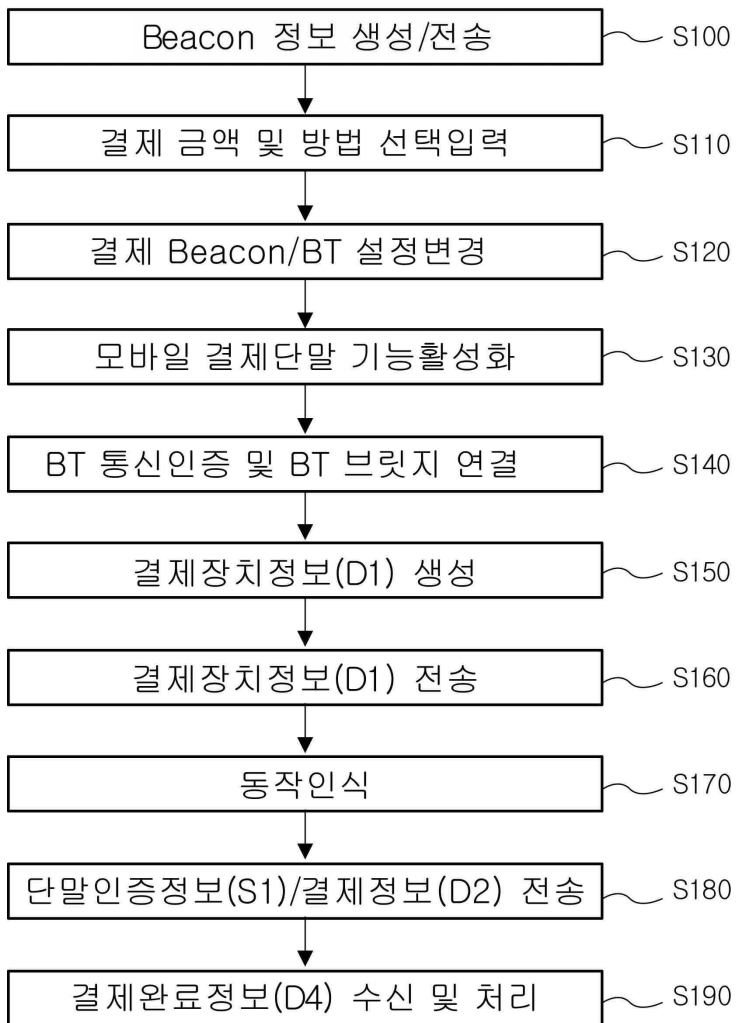 Beacon 정보 생성/전송 S100
결제 금액 및 방법 선택입력 S110
결제 Beacon/BT 설정변경 S120
모바일 결제단말 기능활성화 S130
BT 통신인증 및 BT 브릿지 연결 S140
결제장치정보(D1) 생성 S150
결제장치정보(D1) 전송 S160
동작인식 S170
단말인증정보(S1)/결제정보(D2) 전송 S180
결제완료정보(D4) 수신 및 처리 S190